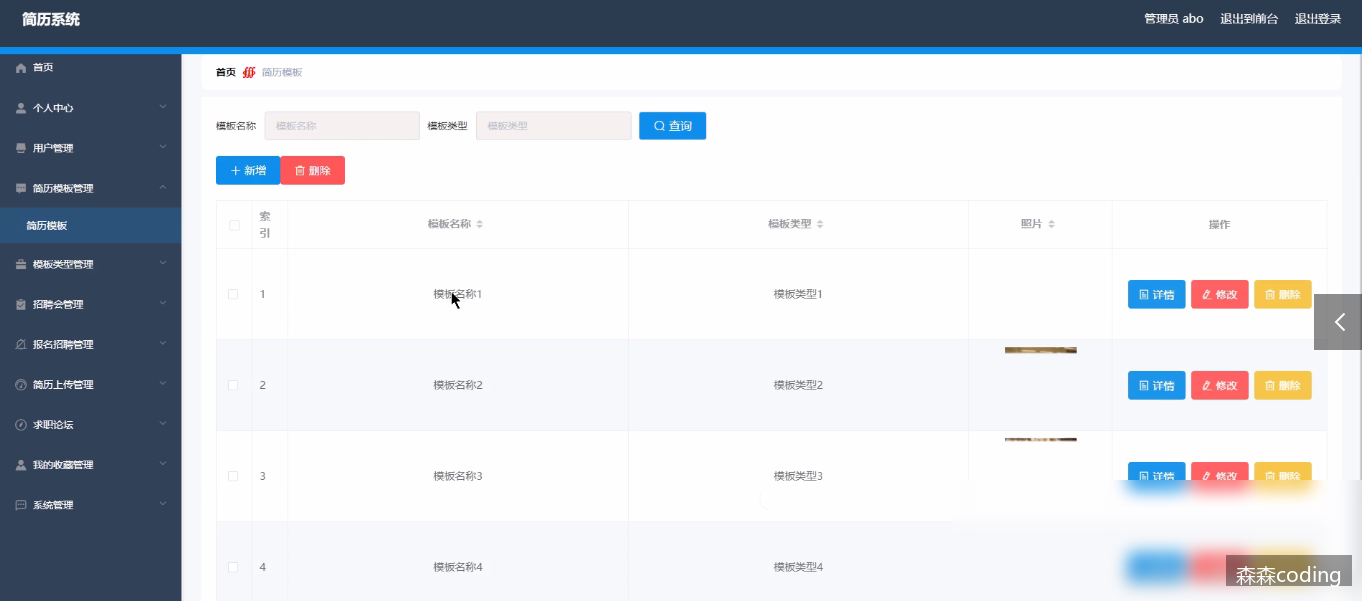 简历系统
管理员 abo 退出到前台 退出登录
首页
个人中心
用户管理
简历模板管理
简历模板
模板类型管理
招聘会管理
报名招聘管理
简历上传管理
求职论坛
我的收藏管理
系统管理
首页 简历模板
模板名称 模板名称 模板类型 模板类型 查询
新增 删除
索引 模板名称 模板类型 照片 操作
1 模板名称1 模板类型1 详情 修改 删除
2 模板名称2 模板类型2 详情 修改 删除
3 模板名称3 模板类型3 详情 修改 删除
4 模板名称4 模板类型4
森森coding